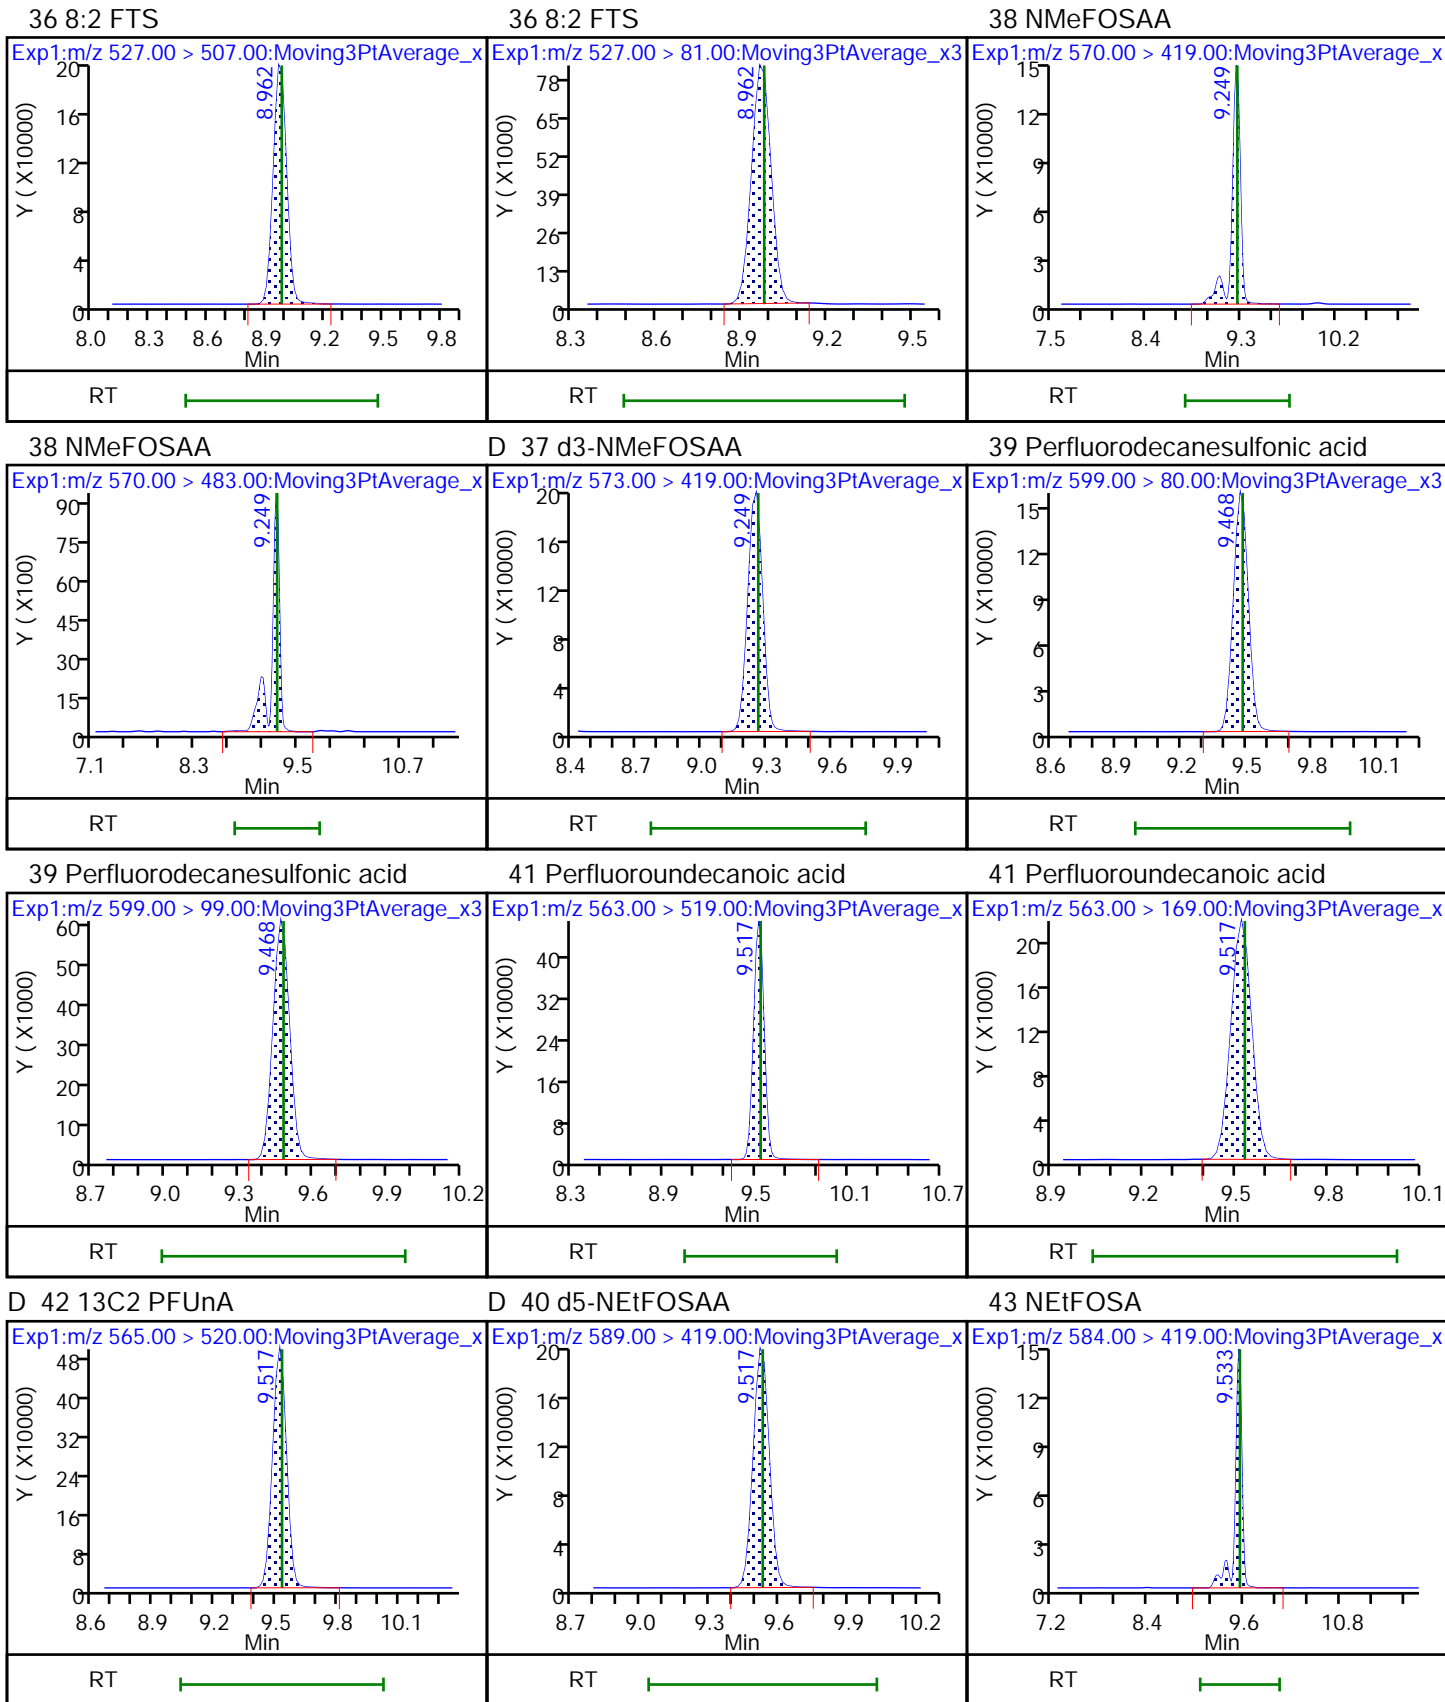 36 8:2 FTS
Exp1:m/z 527.00 > 507.00:Moving3PtAverage_x
8.962
Y ( X10000)
20
16
12
8
4
0
8.0 8.3 8.6 8.9 9.2 9.5 9.8
Min
RT
36 8:2 FTS
Exp1:m/z 527.00 > 81.00:Moving3PtAverage_x3
8.962
Y ( X1000)
78
65
52
39
26
13
0
8.3 8.6 8.9 9.2 9.5
Min
RT
38 NMeFOSAA
Exp1:m/z 570.00 > 419.00:Moving3PtAverage_x
9.249
Y ( X10000)
15
12
9
6
3
0
7.5 8.4 9.3 10.2
Min
RT
38 NMeFOSAA
Exp1:m/z 570.00 > 483.00:Moving3PtAverage_x
9.249
Y ( X100)
90
75
60
45
30
15
0
7.1 8.3 9.5 10.7
Min
RT
D 37 d3-NMeFOSAA
Exp1:m/z 573.00 > 419.00:Moving3PtAverage_x
9.249
Y ( X10000)
20
16
12
8
4
0
8.4 8.7 9.0 9.3 9.6 9.9
Min
RT
39 Perfluorodecanesulfonic acid
Exp1:m/z 599.00 > 80.00:Moving3PtAverage_x3
9.468
Y ( X10000)
15
12
9
6
3
0
8.6 8.9 9.2 9.5 9.8 10.1
Min
RT
39 Perfluorodecanesulfonic acid
Exp1:m/z 599.00 > 99.00:Moving3PtAverage_x3
9.468
Y ( X1000)
60
50
40
30
20
10
0
8.7 9.0 9.3 9.6 9.9 10.2
Min
RT
41 Perfluoroundecanoic acid
Exp1:m/z 563.00 > 519.00:Moving3PtAverage_x
9.517
Y ( X10000)
40
32
24
16
8
0
8.3 8.9 9.5 10.1 10.7
Min
RT
41 Perfluoroundecanoic acid
Exp1:m/z 563.00 > 169.00:Moving3PtAverage_x
9.517
Y ( X1000)
20
16
12
8
4
0
8.9 9.2 9.5 9.8 10.1
Min
RT
D 42 13C2 PFUnA
Exp1:m/z 565.00 > 520.00:Moving3PtAverage_x
9.517
Y ( X10000)
48
40
32
24
16
8
0
8.6 8.9 9.2 9.5 9.8 10.1
Min
RT
D 40 d5-NEtFOSAA
Exp1:m/z 589.00 > 419.00:Moving3PtAverage_x
9.517
Y ( X10000)
20
16
12
8
4
0
8.7 9.0 9.3 9.6 9.9 10.2
Min
RT
43 NEtFOSA
Exp1:m/z 584.00 > 419.00:Moving3PtAverage_x
9.533
Y ( X10000)
15
12
9
6
3
0
7.2 8.4 9.6 10.8
Min
RT